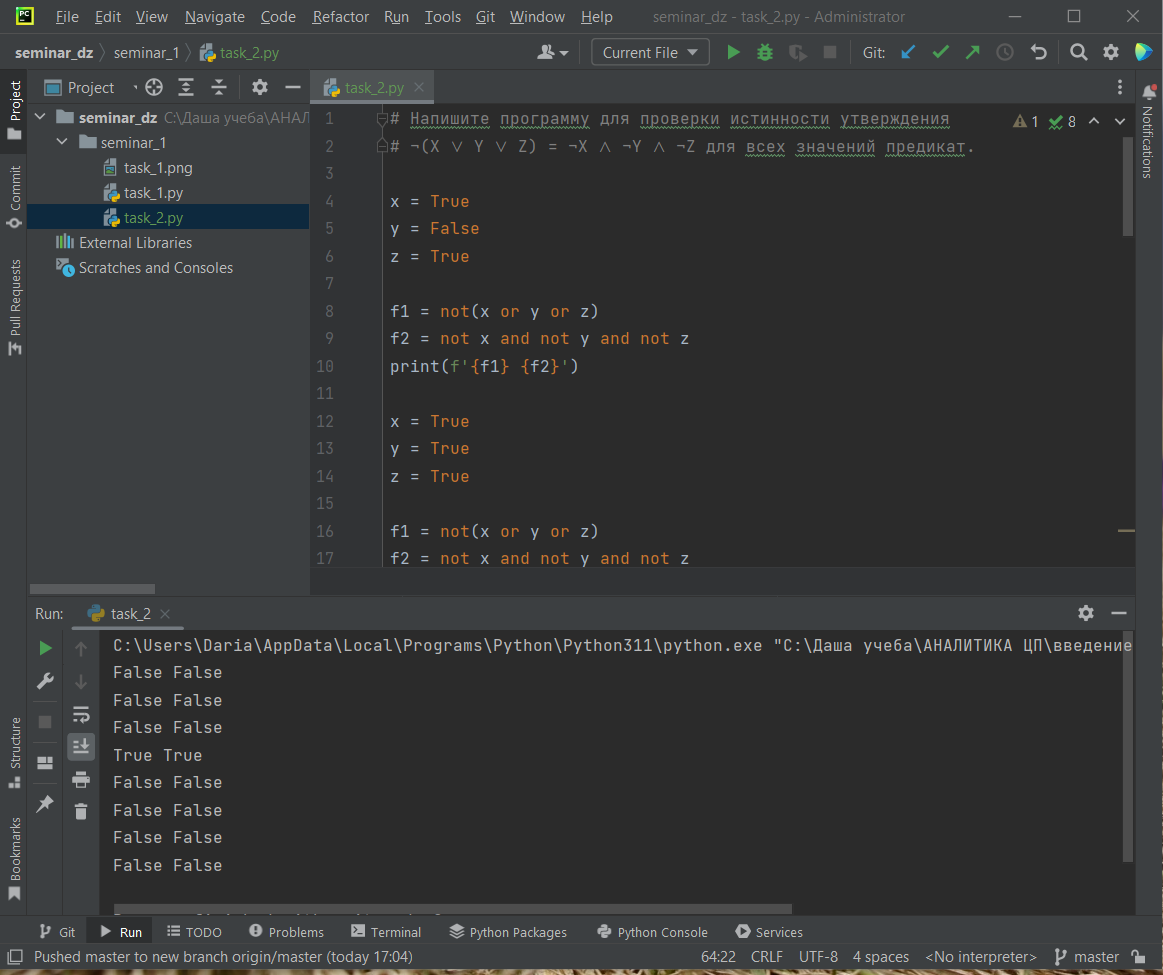 PC File Edit View Navigate Code Refactor Run Tools Git Window Help seminar_dz - task_2.py - Administrator
seminar_dz seminar_1 task_2.py Current File Git:
Project task_2.py
Project
Commit
Pull Requests
Structure
Bookmarks
Notifications
seminar_dz C:\Даша учеба\АНАЛ
seminar_1
task_1.png
task_1.py
task_2.py
External Libraries
Scratches and Consoles
1 8
1 # Напишите программу для проверки истинности утверждения
2 # ¬(X ∨ Y ∨ Z) = ¬X ∧ ¬Y ∧ ¬Z для всех значений предикат.
3
4 x = True
5 y = False
6 z = True
7
8 f1 = not(x or y or z)
9 f2 = not x and not y and not z
10 print(f'{f1} {f2}')
11
12 x = True
13 y = True
14 z = True
15
16 f1 = not(x or y or z)
17 f2 = not x and not y and not z
Run: task_2
C:\Users\Daria\AppData\Local\Programs\Python\Python311\python.exe "C:\Даша учеба\АНАЛИТИКА ЦП\введение
False False
False False
False False
True True
False False
False False
False False
False False
Git Run TODO Problems Terminal Python Packages Python Console Services
Pushed master to new branch origin/master (today 17:04) 64:22 CRLF UTF-8 4 spaces <No interpreter> master